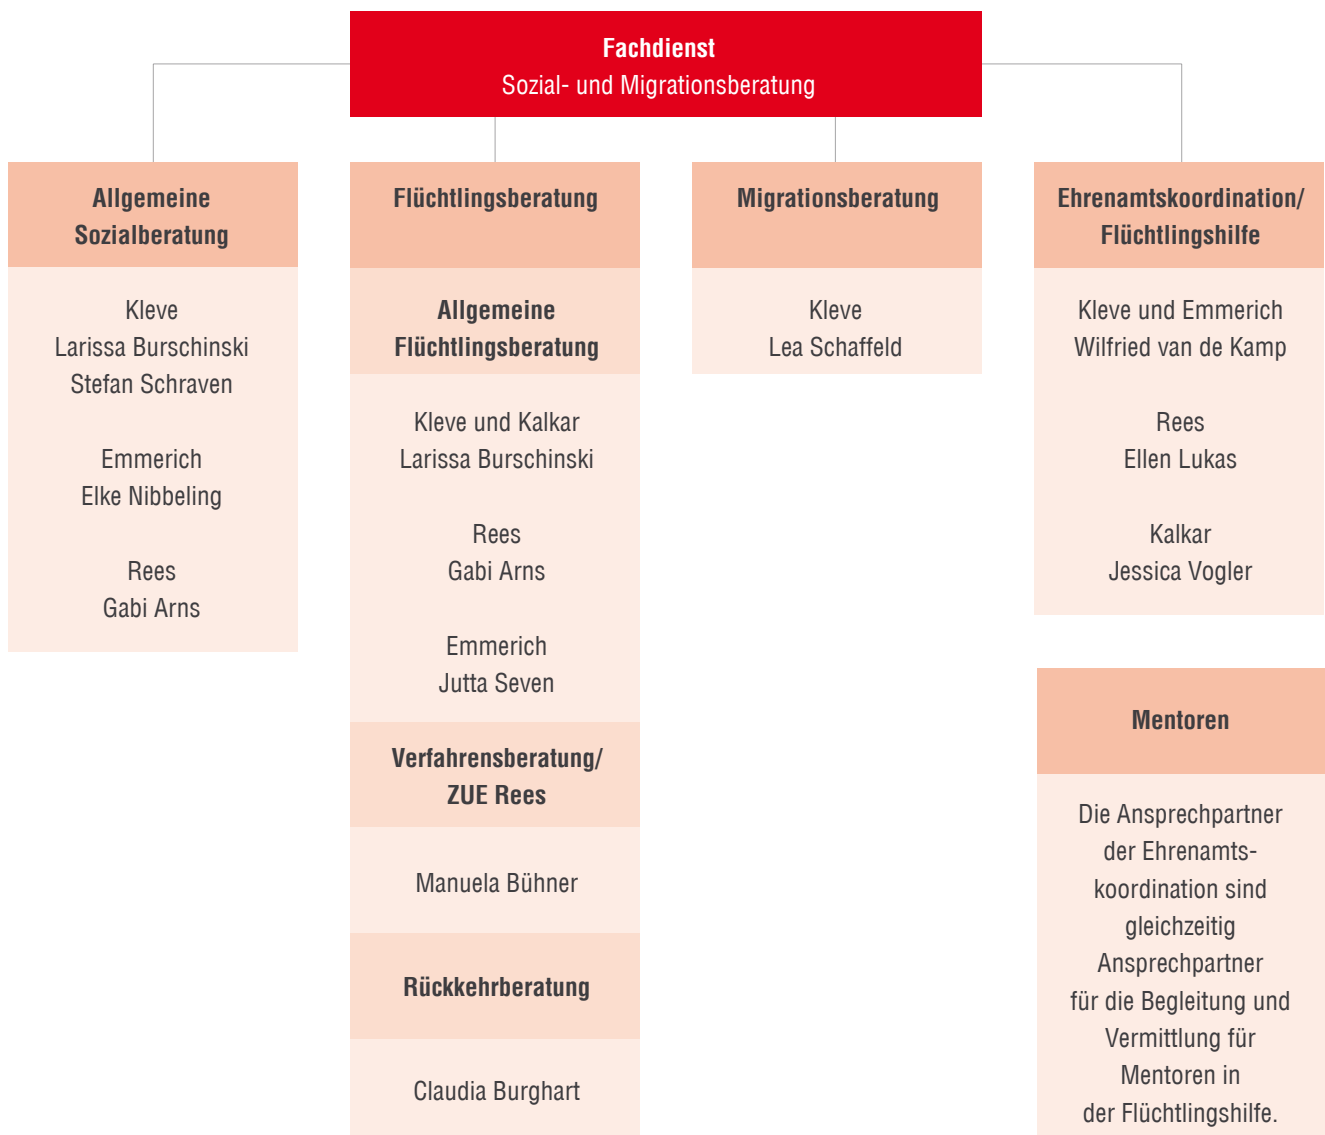 Fachdienst
Sozial- und Migrationsberatung
Allgemeine
Sozialberatung
Kleve
Larissa Burschinski
Stefan Schraven
Emmerich
Elke Nibbeling
Rees
Gabi Arns
Flüchtlingsberatung
Allgemeine
Flüchtlingsberatung
Kleve und Kalkar
Larissa Burschinski
Rees
Gabi Arns
Emmerich
Jutta Seven
Verfahrensberatung/
ZUE Rees
Manuela Bühner
Rückkehrberatung
Claudia Burghart
Migrationsberatung
Kleve
Lea Schaffeld
Ehrenamtskoordination/
Flüchtlingshilfe
Kleve und Emmerich
Wilfried van de Kamp
Rees
Ellen Lukas
Kalkar
Jessica Vogler
Mentoren
Die Ansprechpartner
der Ehrenamts-
koordination sind
gleichzeitig
Ansprechpartner
für die Begleitung und
Vermittlung für
Mentoren in
der Flüchtlingshilfe.